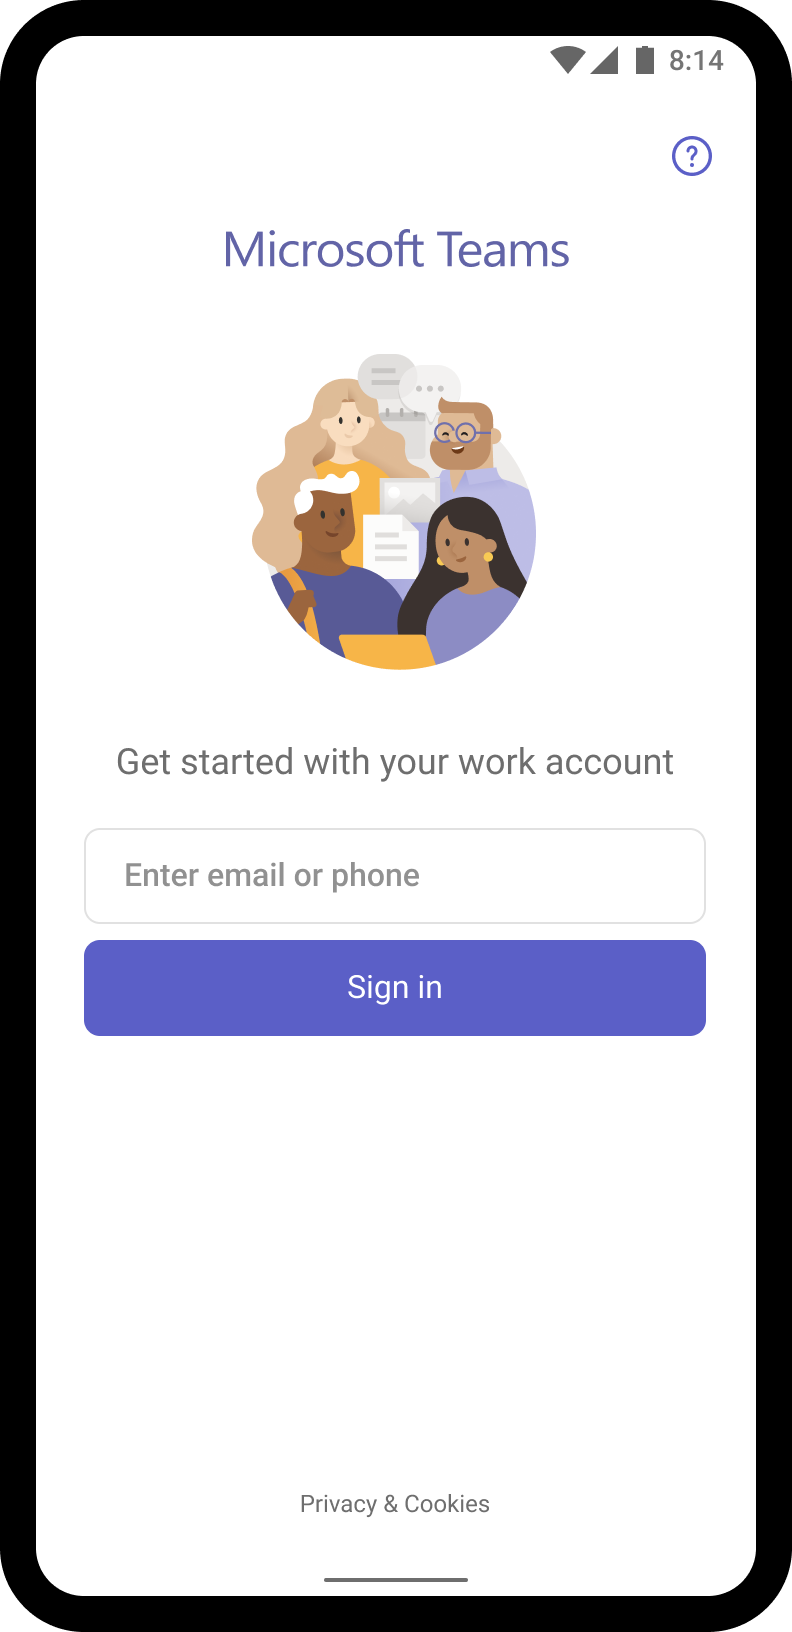 8:14
?
Microsoft Teams
Get started with your work account
Enter email or phone
Sign in
Privacy & Cookies